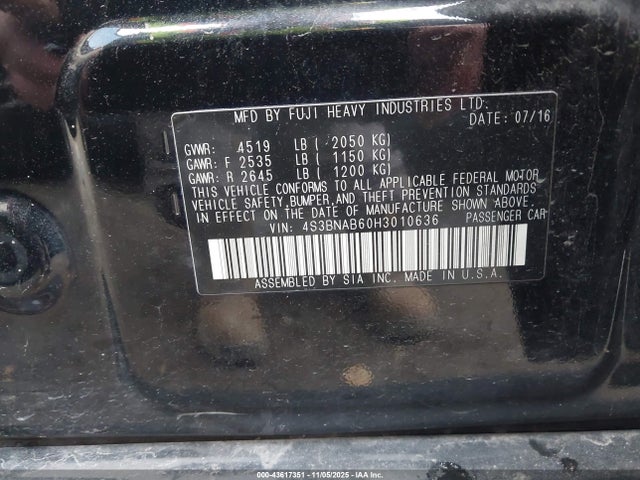 MFD BY FUJI HEAVY INDUSTRIES LTD.
DATE: 07/16
GVWR: 4519 LB ( 2050 KG)
GAWR: F 2535 LB ( 1150 KG)
GAWR: R 2645 LB ( 1200 KG)
THIS VEHICLE CONFORMS TO ALL APPLICABLE FEDERAL MOTOR
VEHICLE SAFETY, BUMPER, AND THEFT PREVENTION STANDARDS
IN EFFECT ON THE DATE OF MANUFACTURE SHOWN ABOVE.
VIN: 4S3BNAB60H3010636 PASSENGER CAR
ASSEMBLED BY SIA INC. MADE IN U.S.A.
000-43617351 - 11/05/2025 - IAAI.COM